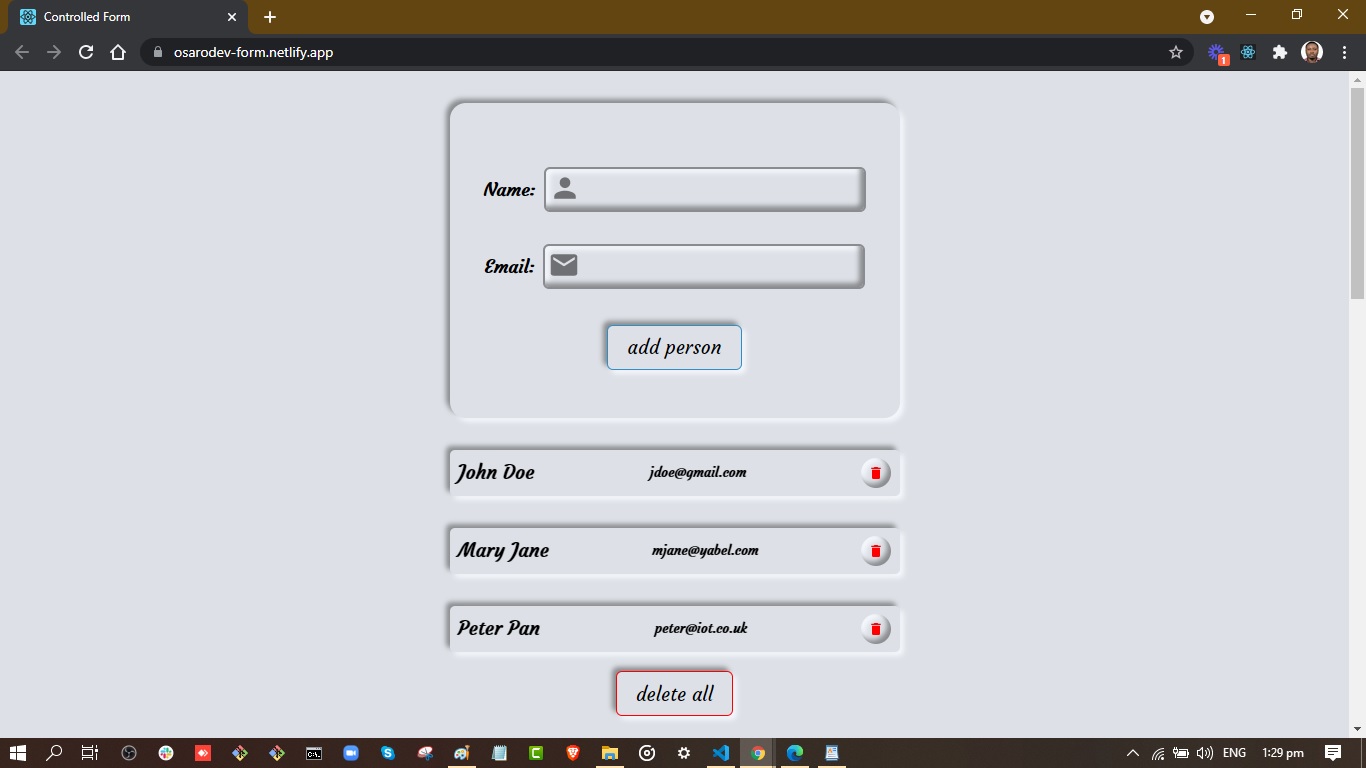 Controlled Form
osarodev-form.netlify.app
1
Name:
Email:
add person
John Doe jdoe@gmail.com
Mary Jane mjane@yabel.com
Peter Pan peter@iot.co.uk
delete all
ENG 1:29 pm